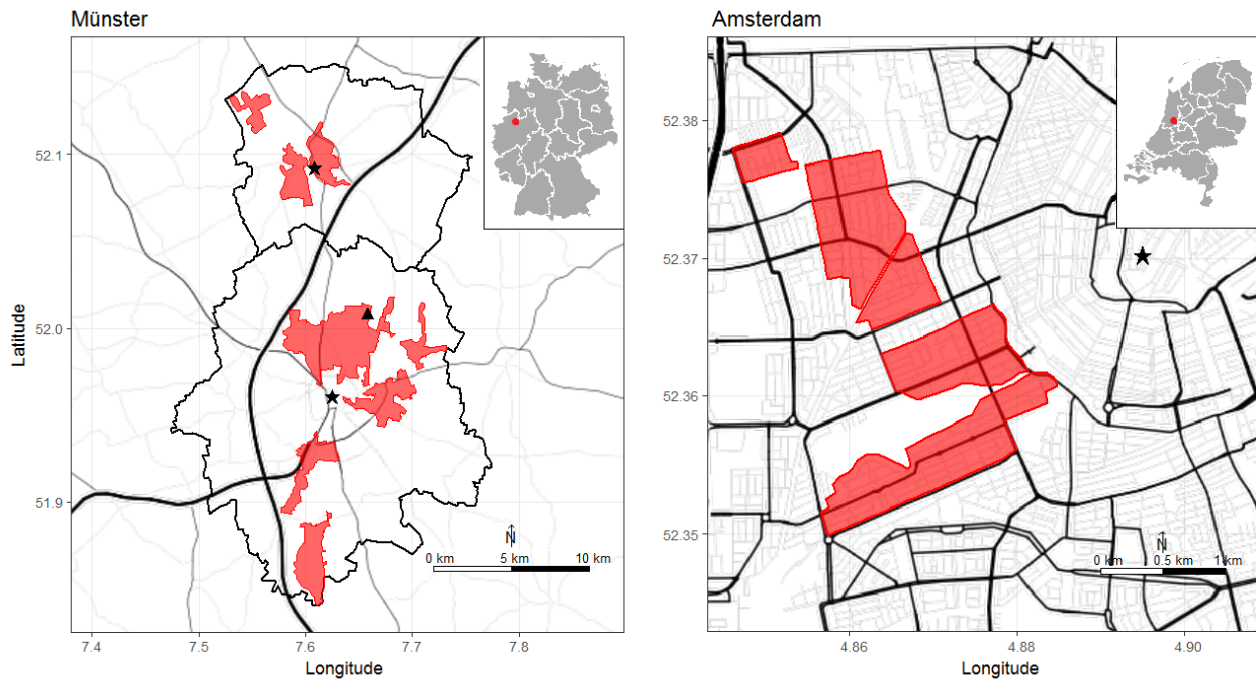 Münster
52.1
52.0
51.9
Latitude
N
0 km 5 km 10 km
7.4 7.5 7.6 7.7 7.8
Longitude
Amsterdam
52.38
52.37
52.36
52.35
N
0 km 0.5 km 1 km
4.86 4.88 4.90
Longitude